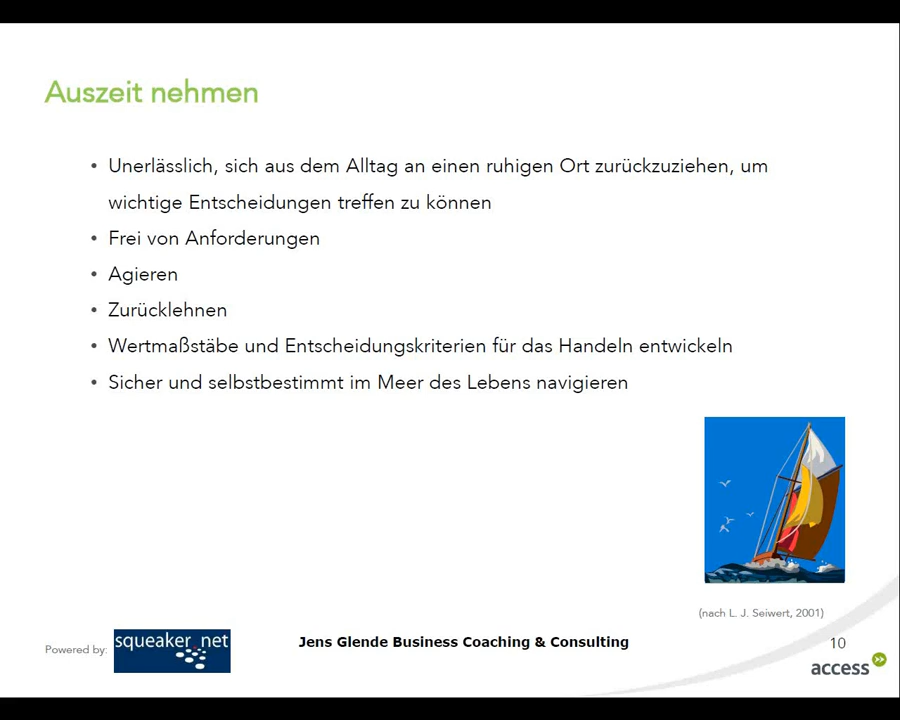 Auszeit nehmen
• Unerlässlich, sich aus dem Alltag an einen ruhigen Ort zurückzuziehen, um
wichtige Entscheidungen treffen zu können
• Frei von Anforderungen
• Agieren
• Zurücklehnen
• Wertmaßstäbe und Entscheidungskriterien für das Handeln entwickeln
• Sicher und selbstbestimmt im Meer des Lebens navigieren
(nach L. J. Seiwert, 2001)
Powered by: squeaker.net
Jens Glende Business Coaching & Consulting
10
access